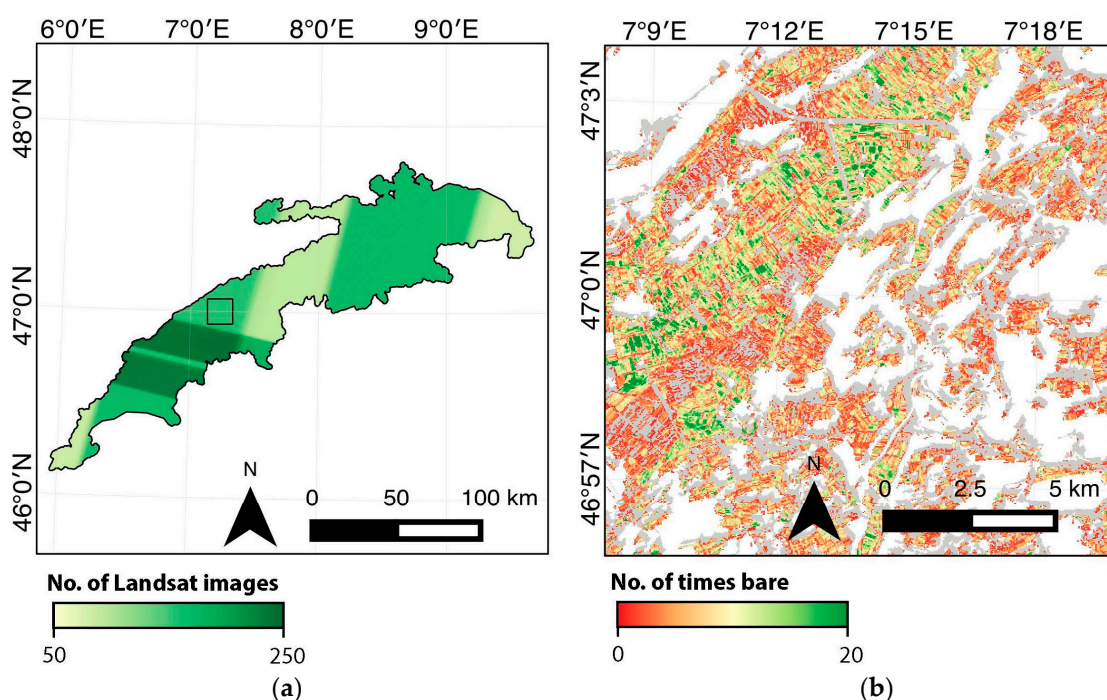 6°0′E 7°0′E 8°0′E 9°0′E
48°0′N
47°0′N
46°0′N
N
0 50 100 km
No. of Landsat images
50 250
(a)
7°9′E 7°12′E 7°15′E 7°18′E
47°3′N
47°0′N
46°57′N
N
0 2.5 5 km
No. of times bare
0 20
(b)